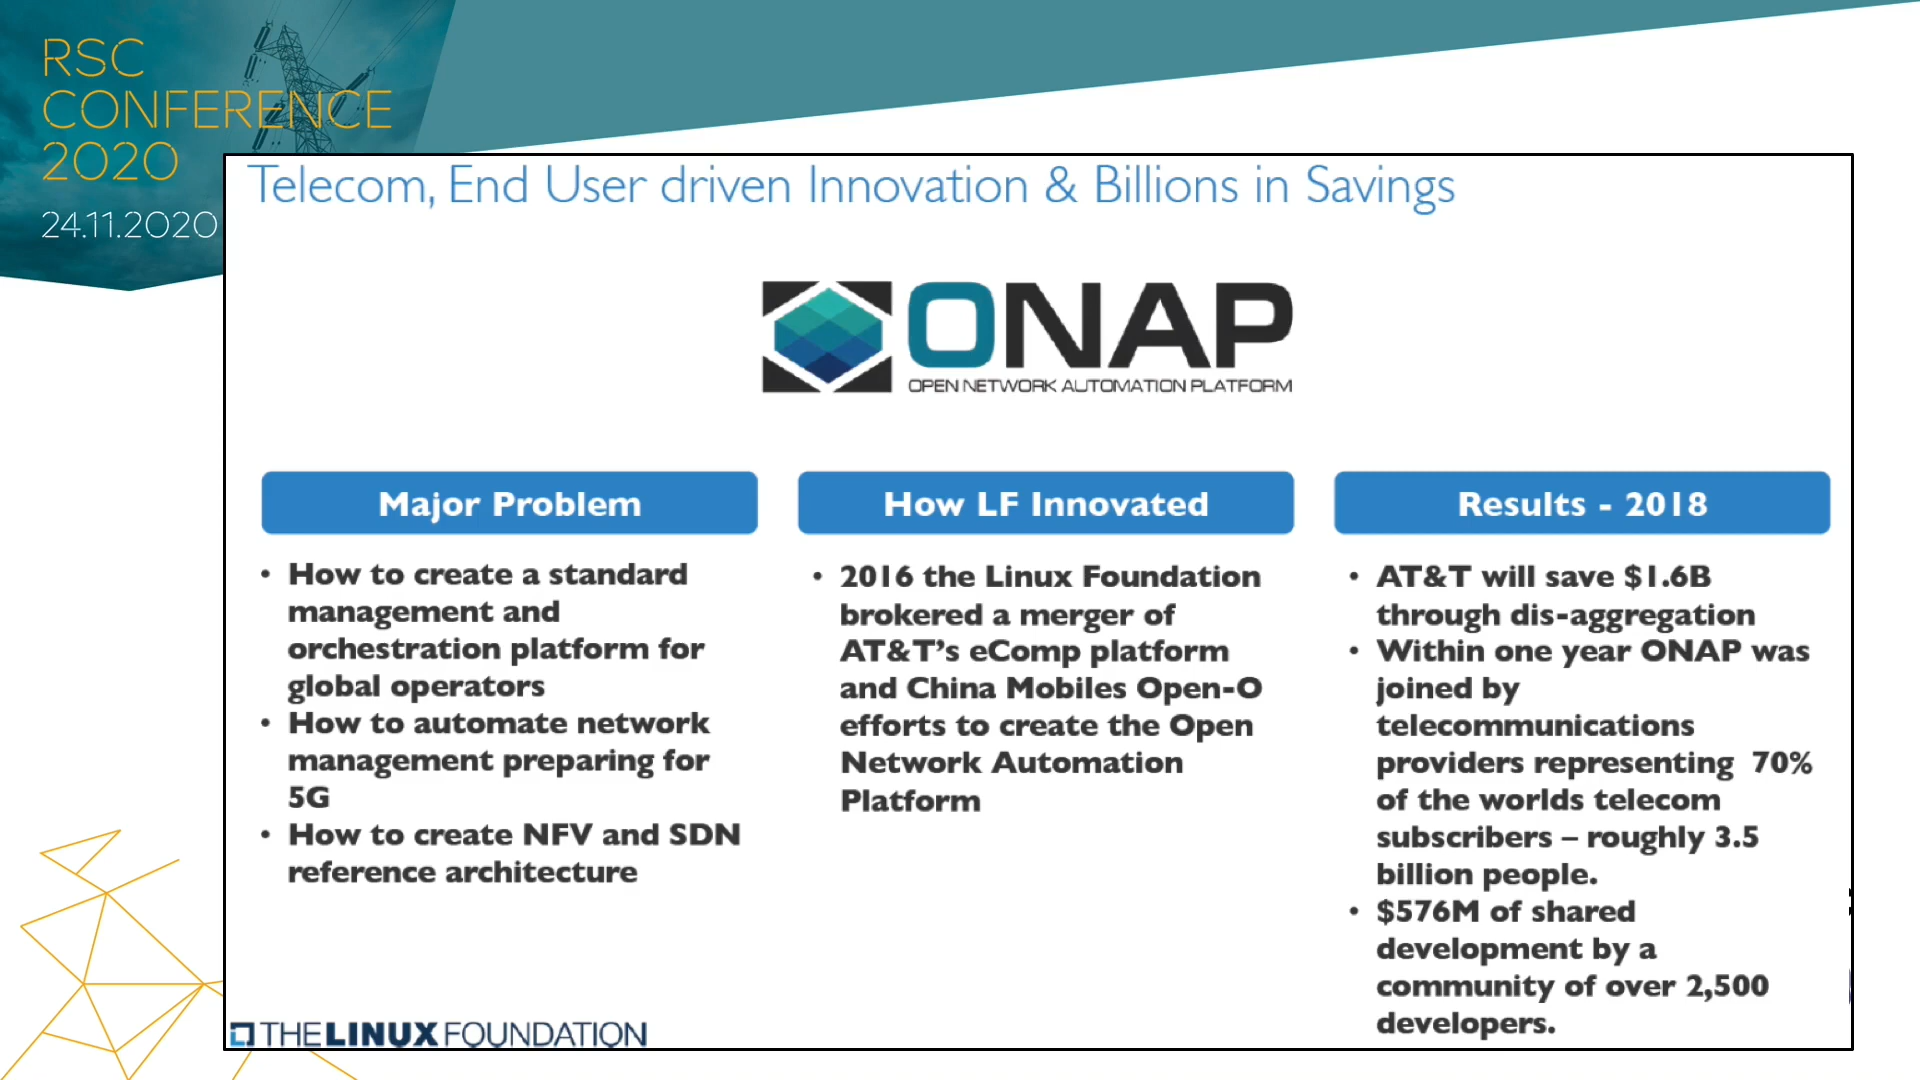 RSC
CONFERENCE
2020
24.11.2020
Telecom, End User driven Innovation & Billions in Savings
ONAP
OPEN NETWORK AUTOMATION PLATFORM
Major Problem
• How to create a standard
management and
orchestration platform for
global operators
• How to automate network
management preparing for
5G
• How to create NFV and SDN
reference architecture
How LF Innovated
• 2016 the Linux Foundation
brokered a merger of
AT&T’s eComp platform
and China Mobiles Open-O
efforts to create the Open
Network Automation
Platform
Results - 2018
• AT&T will save $1.6B
through dis-aggregation
• Within one year ONAP was
joined by
telecommunications
providers representing 70%
of the worlds telecom
subscribers – roughly 3.5
billion people.
• $576M of shared
development by a
community of over 2,500
developers.
THE LINUX FOUNDATION